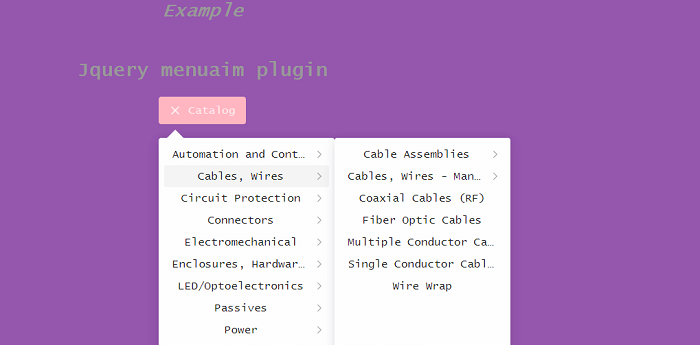 Example
Jquery menuaim plugin
Catalog
Automation and Cont…
Cables, Wires
Circuit Protection
Connectors
Electromechanical
Enclosures, Hardwar…
LED/Optoelectronics
Passives
Power
Cable Assemblies
Cables, Wires - Man…
Coaxial Cables (RF)
Fiber Optic Cables
Multiple Conductor Ca…
Single Conductor Cabl…
Wire Wrap